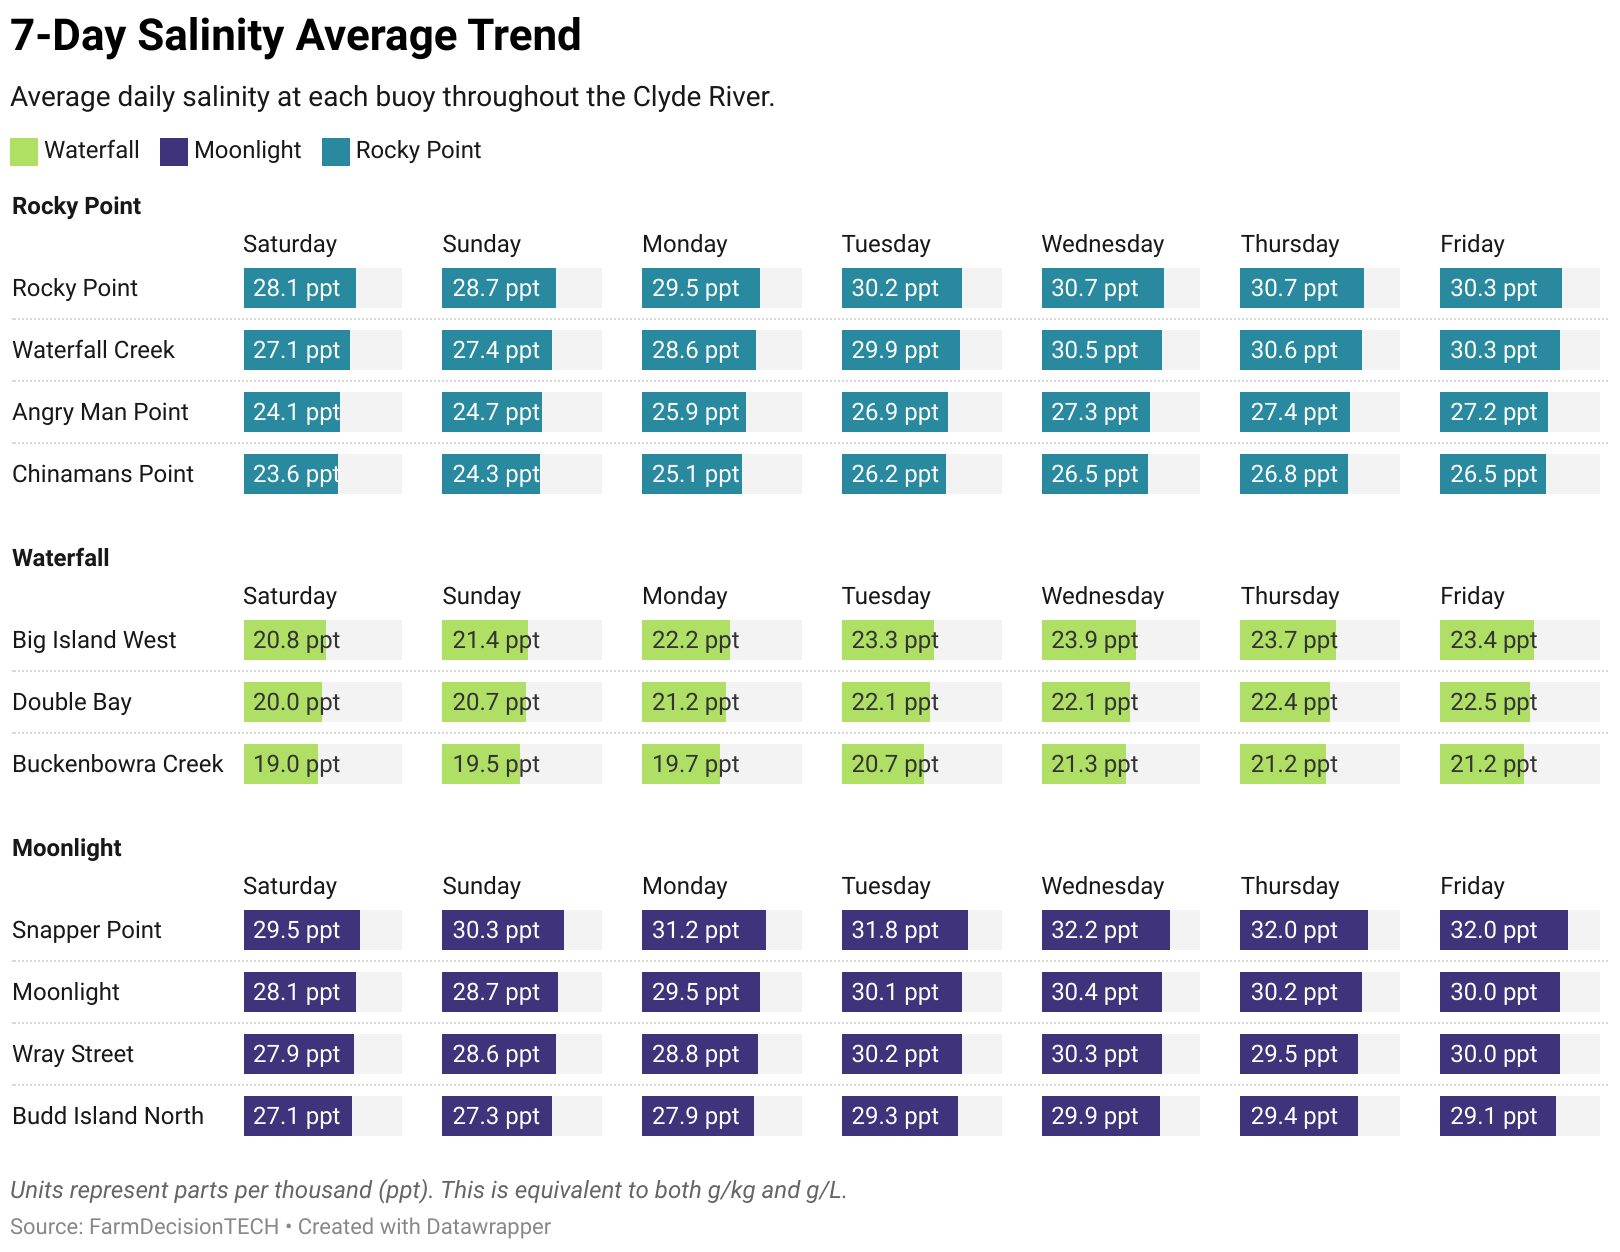 7-Day Salinity Average Trend
Average daily salinity at each buoy throughout the Clyde River.
Waterfall Moonlight Rocky Point
Rocky Point
Saturday Sunday Monday Tuesday Wednesday Thursday Friday
Rocky Point 28.1 ppt 28.7 ppt 29.5 ppt 30.2 ppt 30.7 ppt 30.7 ppt 30.3 ppt
Waterfall Creek 27.1 ppt 27.4 ppt 28.6 ppt 29.9 ppt 30.5 ppt 30.6 ppt 30.3 ppt
Angry Man Point 24.1 ppt 24.7 ppt 25.9 ppt 26.9 ppt 27.3 ppt 27.4 ppt 27.2 ppt
Chinamans Point 23.6 ppt 24.3 ppt 25.1 ppt 26.2 ppt 26.5 ppt 26.8 ppt 26.5 ppt
Waterfall
Saturday Sunday Monday Tuesday Wednesday Thursday Friday
Big Island West 20.8 ppt 21.4 ppt 22.2 ppt 23.3 ppt 23.9 ppt 23.7 ppt 23.4 ppt
Double Bay 20.0 ppt 20.7 ppt 21.2 ppt 22.1 ppt 22.1 ppt 22.4 ppt 22.5 ppt
Buckenbowra Creek 19.0 ppt 19.5 ppt 19.7 ppt 20.7 ppt 21.3 ppt 21.2 ppt 21.2 ppt
Moonlight
Saturday Sunday Monday Tuesday Wednesday Thursday Friday
Snapper Point 29.5 ppt 30.3 ppt 31.2 ppt 31.8 ppt 32.2 ppt 32.0 ppt 32.0 ppt
Moonlight 28.1 ppt 28.7 ppt 29.5 ppt 30.1 ppt 30.4 ppt 30.2 ppt 30.0 ppt
Wray Street 27.9 ppt 28.6 ppt 28.8 ppt 30.2 ppt 30.3 ppt 29.5 ppt 30.0 ppt
Budd Island North 27.1 ppt 27.3 ppt 27.9 ppt 29.3 ppt 29.9 ppt 29.4 ppt 29.1 ppt
Units represent parts per thousand (ppt). This is equivalent to both g/kg and g/L.
Source: FarmDecisionTECH • Created with Datawrapper